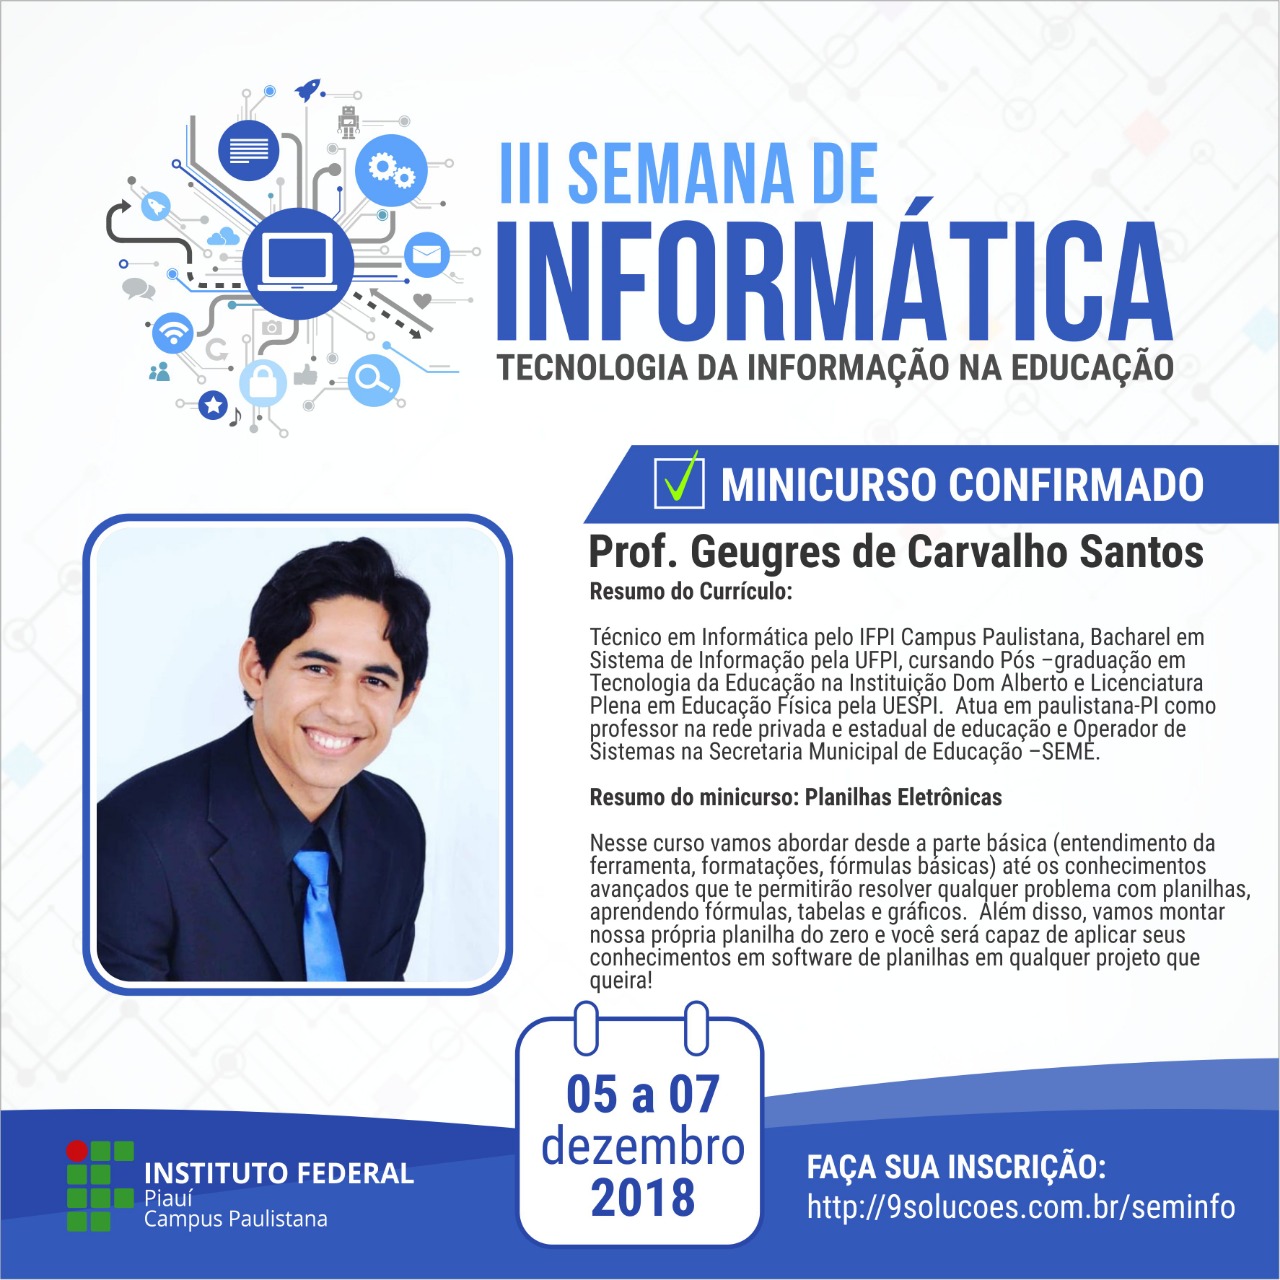 III SEMANA DE
INFORMÁTICA
TECNOLOGIA DA INFORMAÇÃO NA EDUCAÇÃO
MINICURSO CONFIRMADO
Prof. Geugres de Carvalho Santos
Resumo do Currículo:
Técnico em Informática pelo IFPI Campus Paulistana, Bacharel em
Sistema de Informação pela UFPI, cursando Pós –graduação em
Tecnologia da Educação na Instituição Dom Alberto e Licenciatura
Plena em Educação Física pela UESPI.  Atua em paulistana-PI como
professor na rede privada e estadual de educação e Operador de
Sistemas na Secretaria Municipal de Educação –SEME.
Resumo do minicurso: Planilhas Eletrônicas
Nesse curso vamos abordar desde a parte básica (entendimento da
ferramenta, formatações, fórmulas básicas) até os conhecimentos
avançados que te permitirão resolver qualquer problema com planilhas,
aprendendo fórmulas, tabelas e gráficos.  Além disso, vamos montar
nossa própria planilha do zero e você será capaz de aplicar seus
conhecimentos em software de planilhas em qualquer projeto que
queira!
05 a 07
dezembro
2018
INSTITUTO FEDERAL
Piauí
Campus Paulistana
FAÇA SUA INSCRIÇÃO:
http://9solucoes.com.br/seminfo